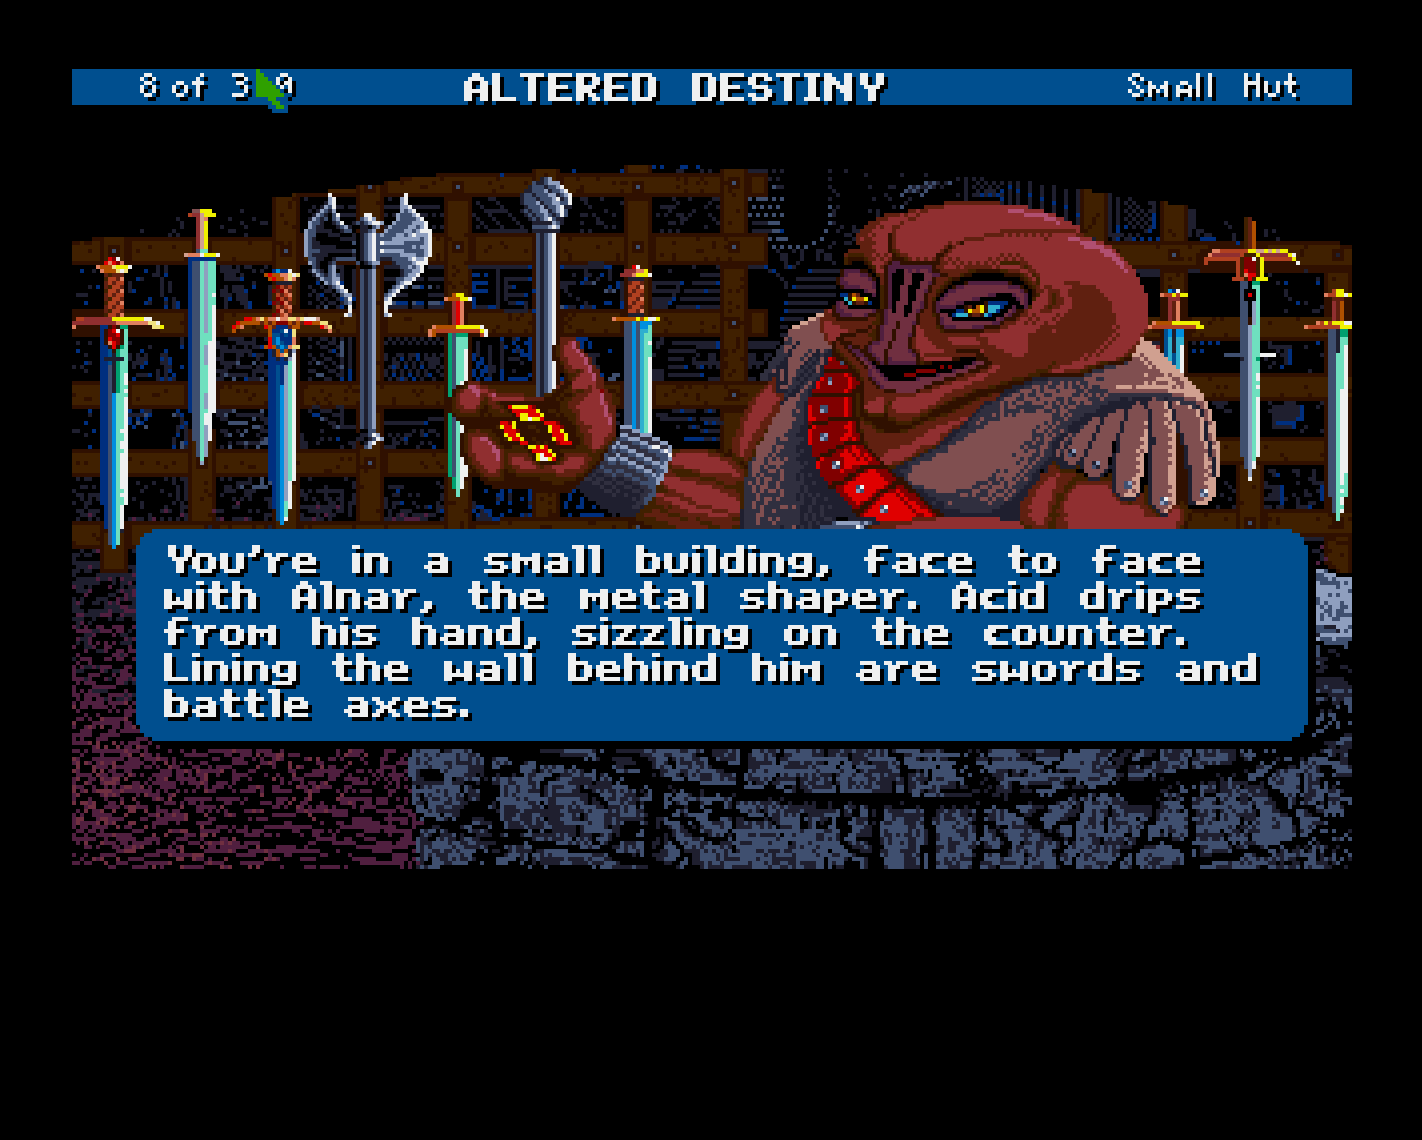 8 of 3 9 ALTERED DESTINY Small Hut
You're in a small building, face to face
with Alnar, the metal shaper. Acid drips
from his hand, sizzling on the counter.
Lining the wall behind him are swords and
battle axes.